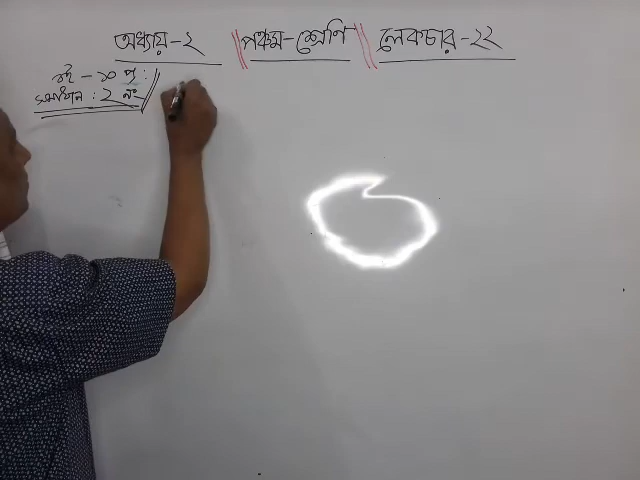 অধ্যায়-২ || পঞ্চম-শ্রেণি || লেকচার-২২
বই - ১০ পৃ:
সমাধান : ২ নং